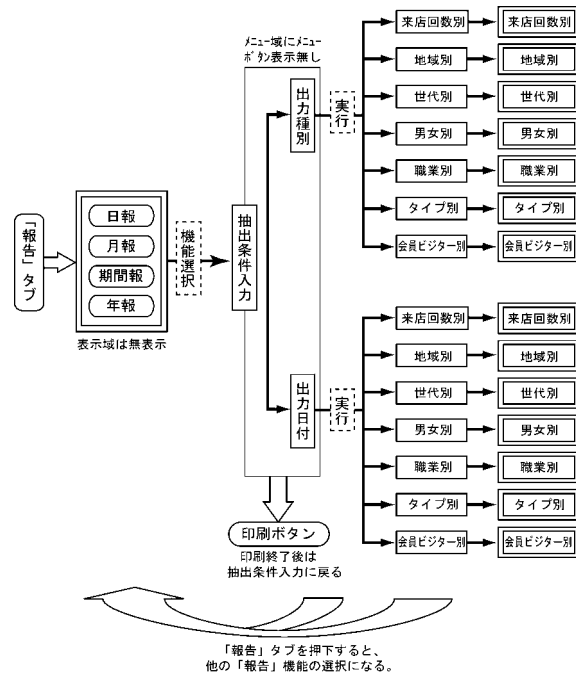 「報告」タブ
日報
月報
期間報
年報
表示域は無表示
機能選択
抽出条件入力
メニュー域にメニュー
ボタン表示無し
出力種別
実行
来店回数別
来店回数別
地域別
地域別
世代別
世代別
男女別
男女別
職業別
職業別
タイプ別
タイプ別
会員ビジター別
会員ビジター別
出力日付
実行
来店回数別
来店回数別
地域別
地域別
世代別
世代別
男女別
男女別
職業別
職業別
タイプ別
タイプ別
会員ビジター別
会員ビジター別
印刷ボタン
印刷終了後は
抽出条件入力に戻る
「報告」タブを押下すると、
他の「報告」機能の選択になる。